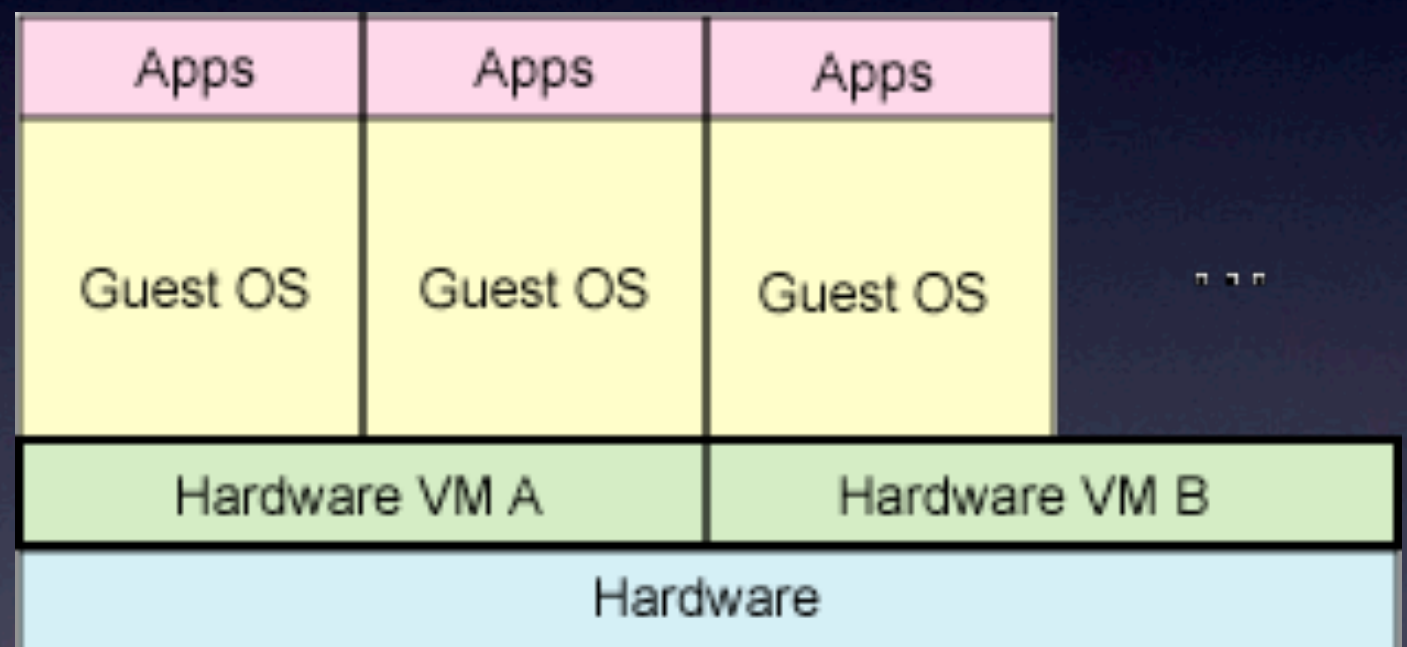 Apps Apps Apps
Guest OS Guest OS Guest OS ...
Hardware VM A Hardware VM B
Hardware